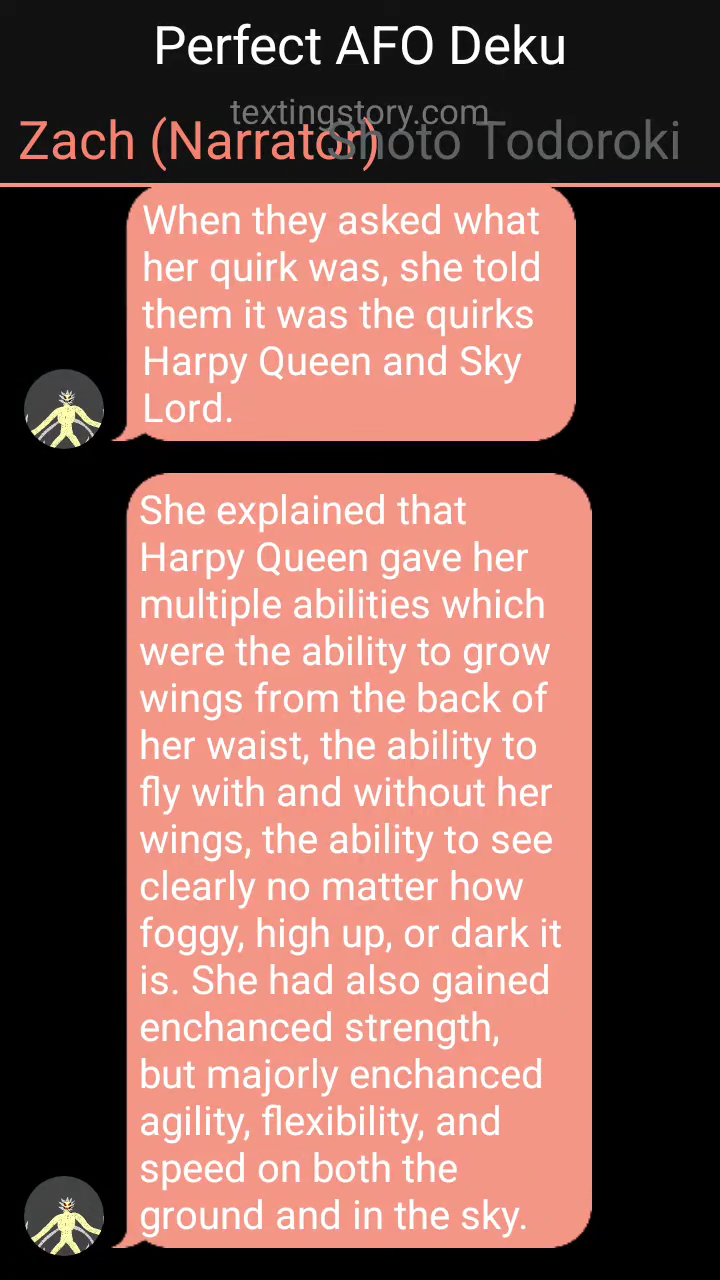 Perfect AFO Deku
textingstory.com
Zach (Narrator)
Shoto Todoroki
When they asked what
her quirk was, she told
them it was the quirks
Harpy Queen and Sky
Lord.
She explained that
Harpy Queen gave her
multiple abilities which
were the ability to grow
wings from the back of
her waist, the ability to
fly with and without her
wings, the ability to see
clearly no matter how
foggy, high up, or dark it
is. She had also gained
enchanced strength,
but majorly enchanced
agility, flexibility, and
speed on both the
ground and in the sky.